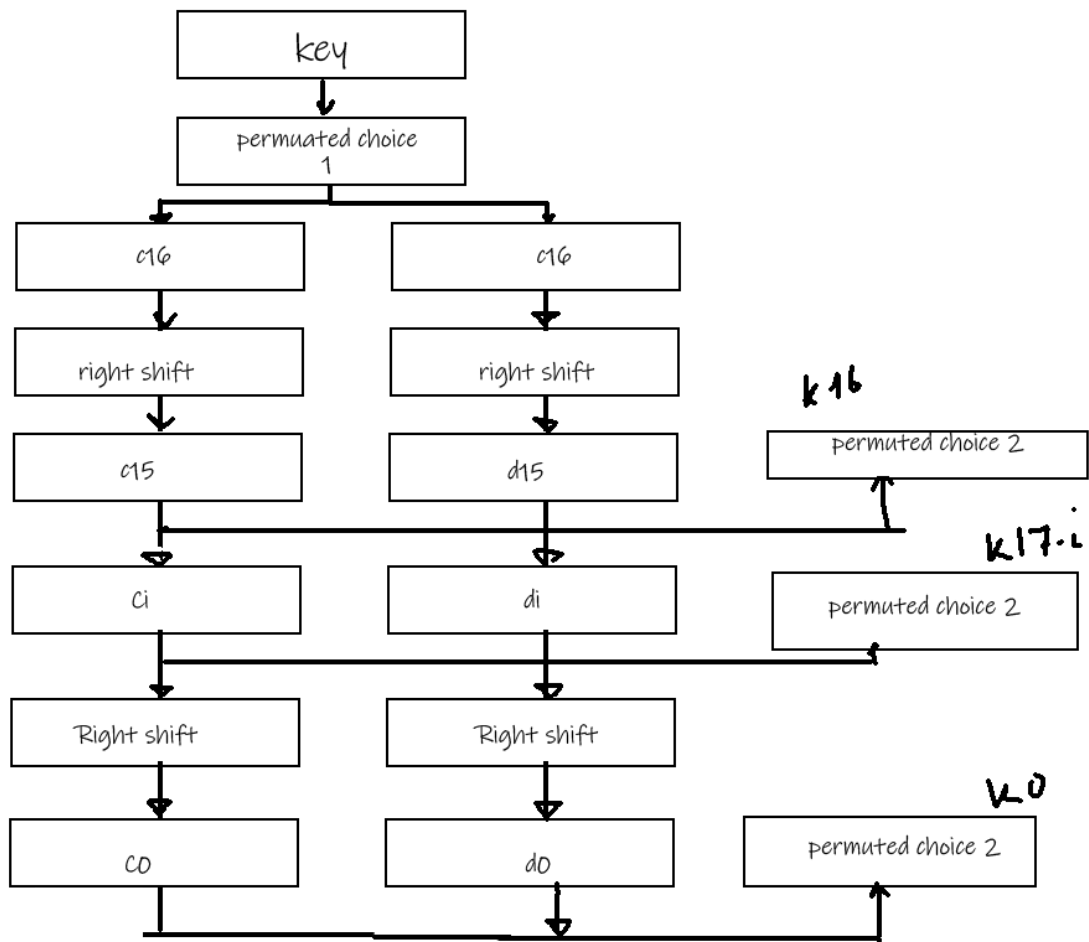 key
permuated choice
1
c16
c16
right shift
right shift
k16
c15
d15
permuted choice 2
k17-i
Ci
di
permuted choice 2
Right shift
Right shift
k0
C0
d0
permuted choice 2